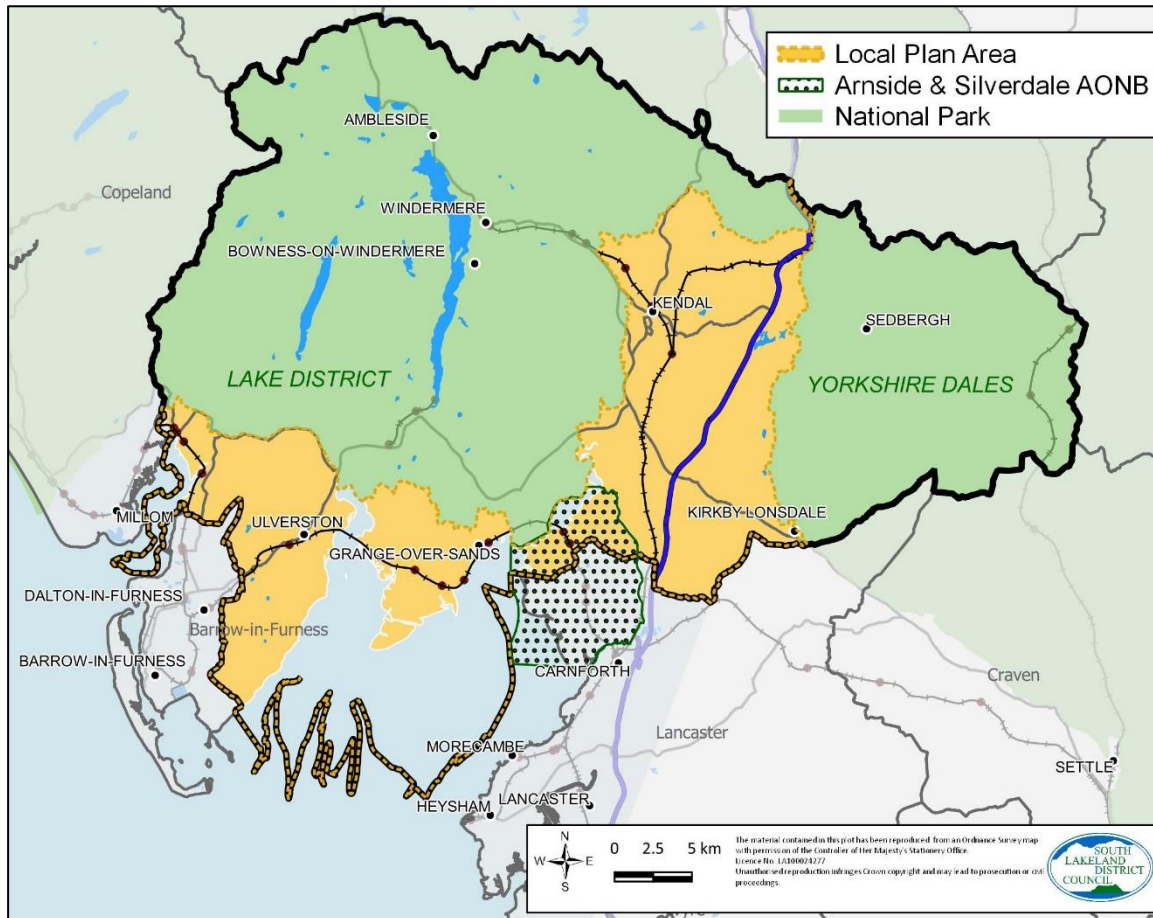 Local Plan Area
Arnside & Silverdale AONB
National Park
AMBLESIDE
Copeland
WINDERMERE
BOWNESS-ON-WINDERMERE
KENDAL
SEDBERGH
LAKE DISTRICT
YORKSHIRE DALES
MILLOM
ULVERSTON
KIRKBY LONSDALE
GRANGE-OVER-SANDS
DALTON-IN-FURNESS
Barrow-in-Furness
BARROW-IN-FURNESS
CARNFORTH
Craven
Lancaster
MORECAMBE
SETTLE
HEYSHAM
LANCASTER
N
W E
S
0 2.5 5 km
The material contained in this plot has been reproduced from an Ordnance Survey map
with permission of the Controller of Her Majesty's Stationery Office.
Licence No. LA100024277
Unauthorised reproduction infringes Crown copyright and may lead to prosecution or civil
proceedings.
SOUTH
LAKELAND
DISTRICT
COUNCIL